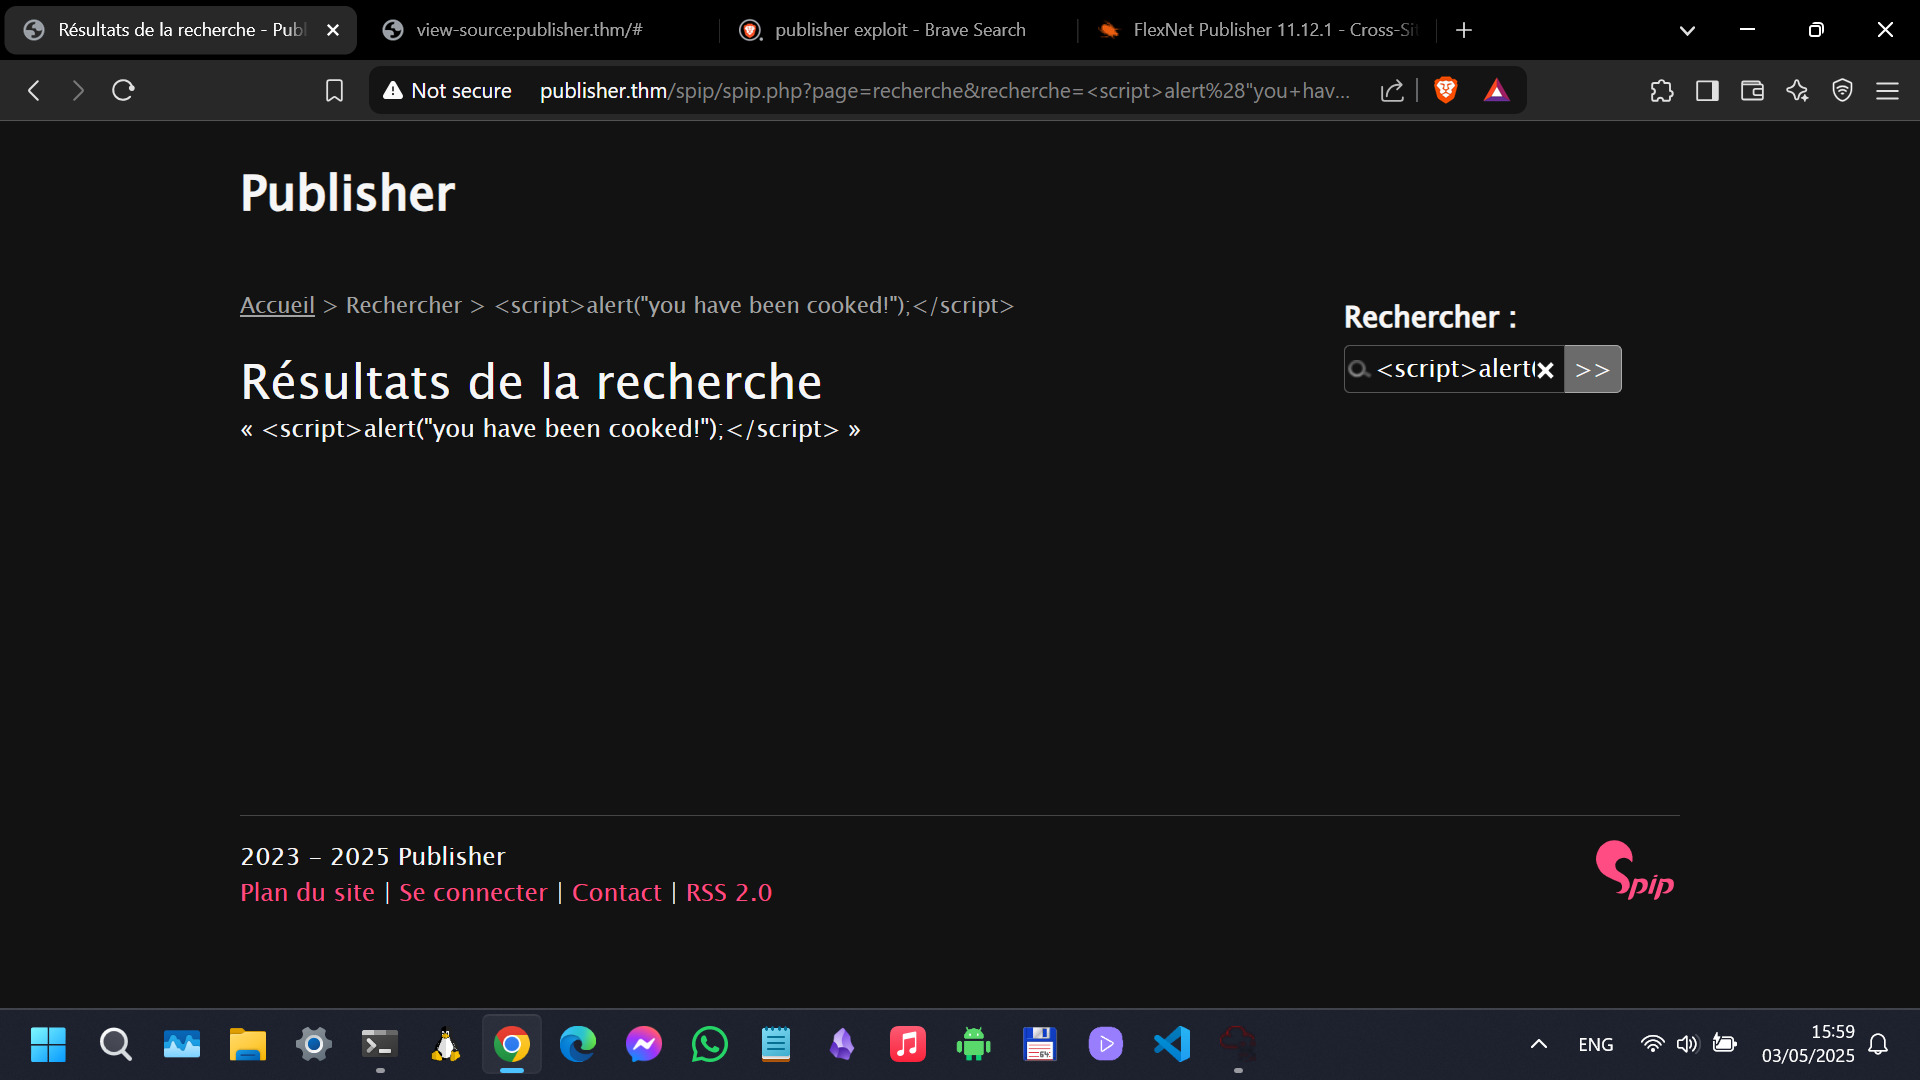 Résultats de la recherche - Publ
view-source:publisher.thm/#
publisher exploit - Brave Search
FlexNet Publisher 11.12.1 - Cross-Sit
Not secure
publisher.thm/spip/spip.php?page=recherche&recherche=<script>alert%28"you+hav...
Publisher
Accueil > Rechercher > <script>alert("you have been cooked!");</script>
Rechercher :
<script>alert(
>>
Résultats de la recherche
« <script>alert("you have been cooked!");</script> »
2023 – 2025 Publisher
Plan du site | Se connecter | Contact | RSS 2.0
Spip
64:
ENG
15:59
03/05/2025